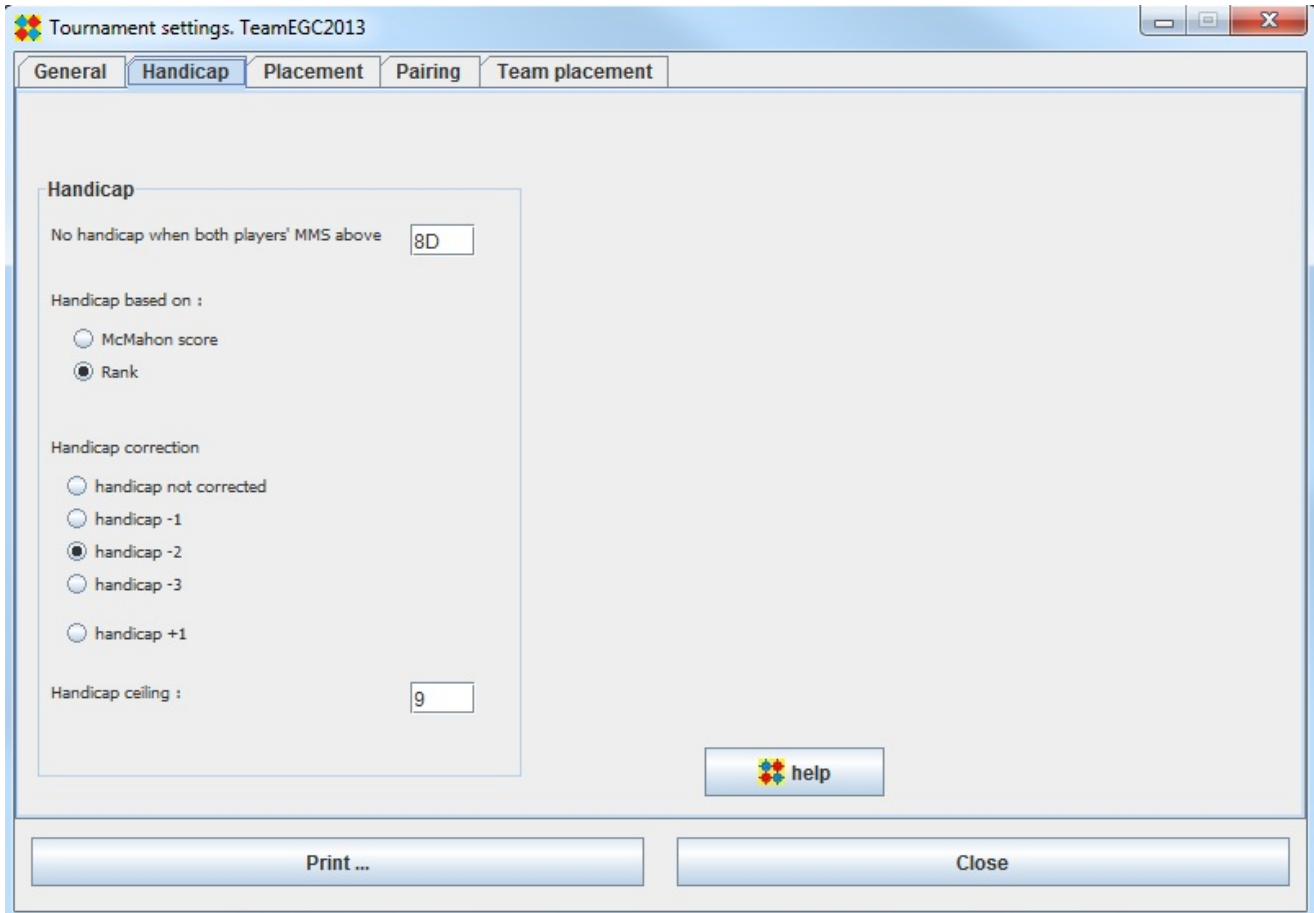 Tournament settings. TeamEGC2013
General Handicap Placement Pairing Team placement
Handicap
No handicap when both players' MMS above 8D
Handicap based on :
McMahon score
Rank
Handicap correction
handicap not corrected
handicap -1
handicap -2
handicap -3
handicap +1
Handicap ceiling : 9
help
Print ... Close